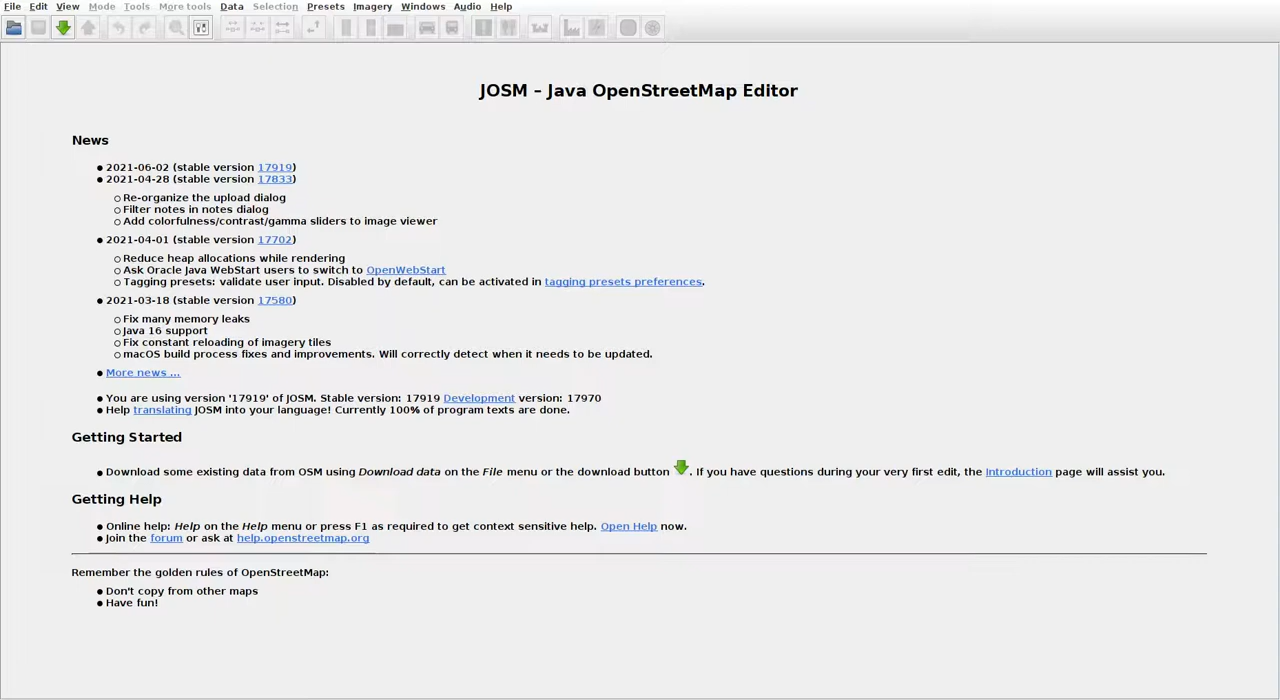 File Edit View Mode Tools More tools Data Selection Presets Imagery Windows Audio Help
JOSM – Java OpenStreetMap Editor
News
2021-06-02 (stable version 17919)
2021-04-28 (stable version 17833)
Re-organize the upload dialog
Filter notes in notes dialog
Add colorfulness/contrast/gamma sliders to image viewer
2021-04-01 (stable version 17702)
Reduce heap allocations while rendering
Ask Oracle Java WebStart users to switch to OpenWebStart
Tagging presets: validate user input. Disabled by default, can be activated in tagging presets preferences.
2021-03-18 (stable version 17580)
Fix many memory leaks
Java 16 support
Fix constant reloading of imagery tiles
macOS build process fixes and improvements. Will correctly detect when it needs to be updated.
More news ...
You are using version '17919' of JOSM. Stable version: 17919 Development version: 17970
Help translating JOSM into your language! Currently 100% of program texts are done.
Getting Started
Download some existing data from OSM using Download data on the File menu or the download button . If you have questions during your very first edit, the Introduction page will assist you.
Getting Help
Online help: Help on the Help menu or press F1 as required to get context sensitive help. Open Help now.
Join the forum or ask at help.openstreetmap.org
Remember the golden rules of OpenStreetMap:
Don't copy from other maps
Have fun!